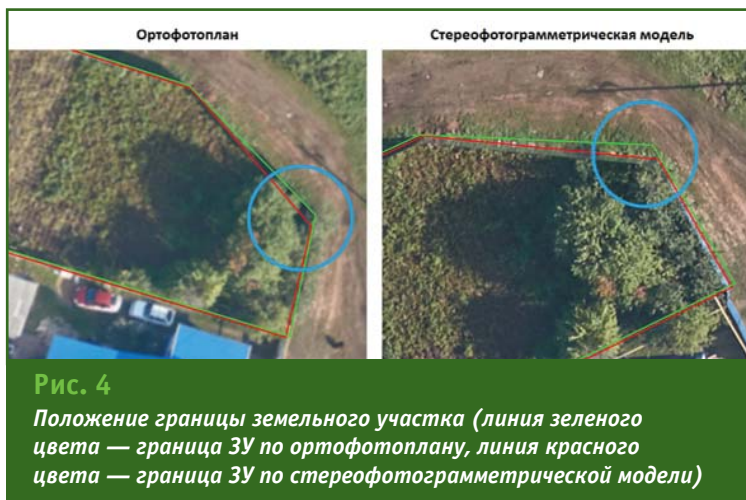 Ортофотоплан
Стереофотограмметрическая модель
Рис. 4
Положение границы земельного участка (линия зеленого
цвета — граница ЗУ по ортофотоплану, линия красного
цвета — граница ЗУ по стереофотограмметрической модели)